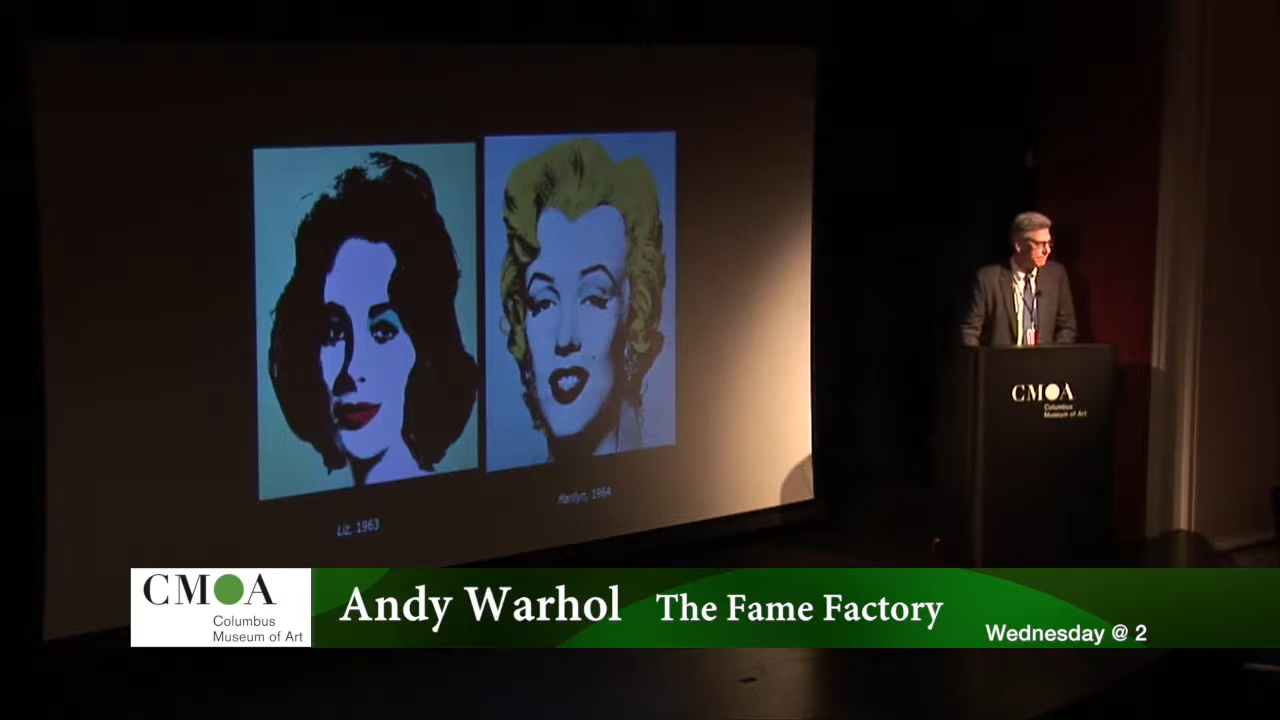 Liz, 1963
Marilyn, 1964
CMOA
Columbus
Museum of Art
CMOA
Columbus
Museum of Art
Andy Warhol The Fame Factory
Wednesday @ 2